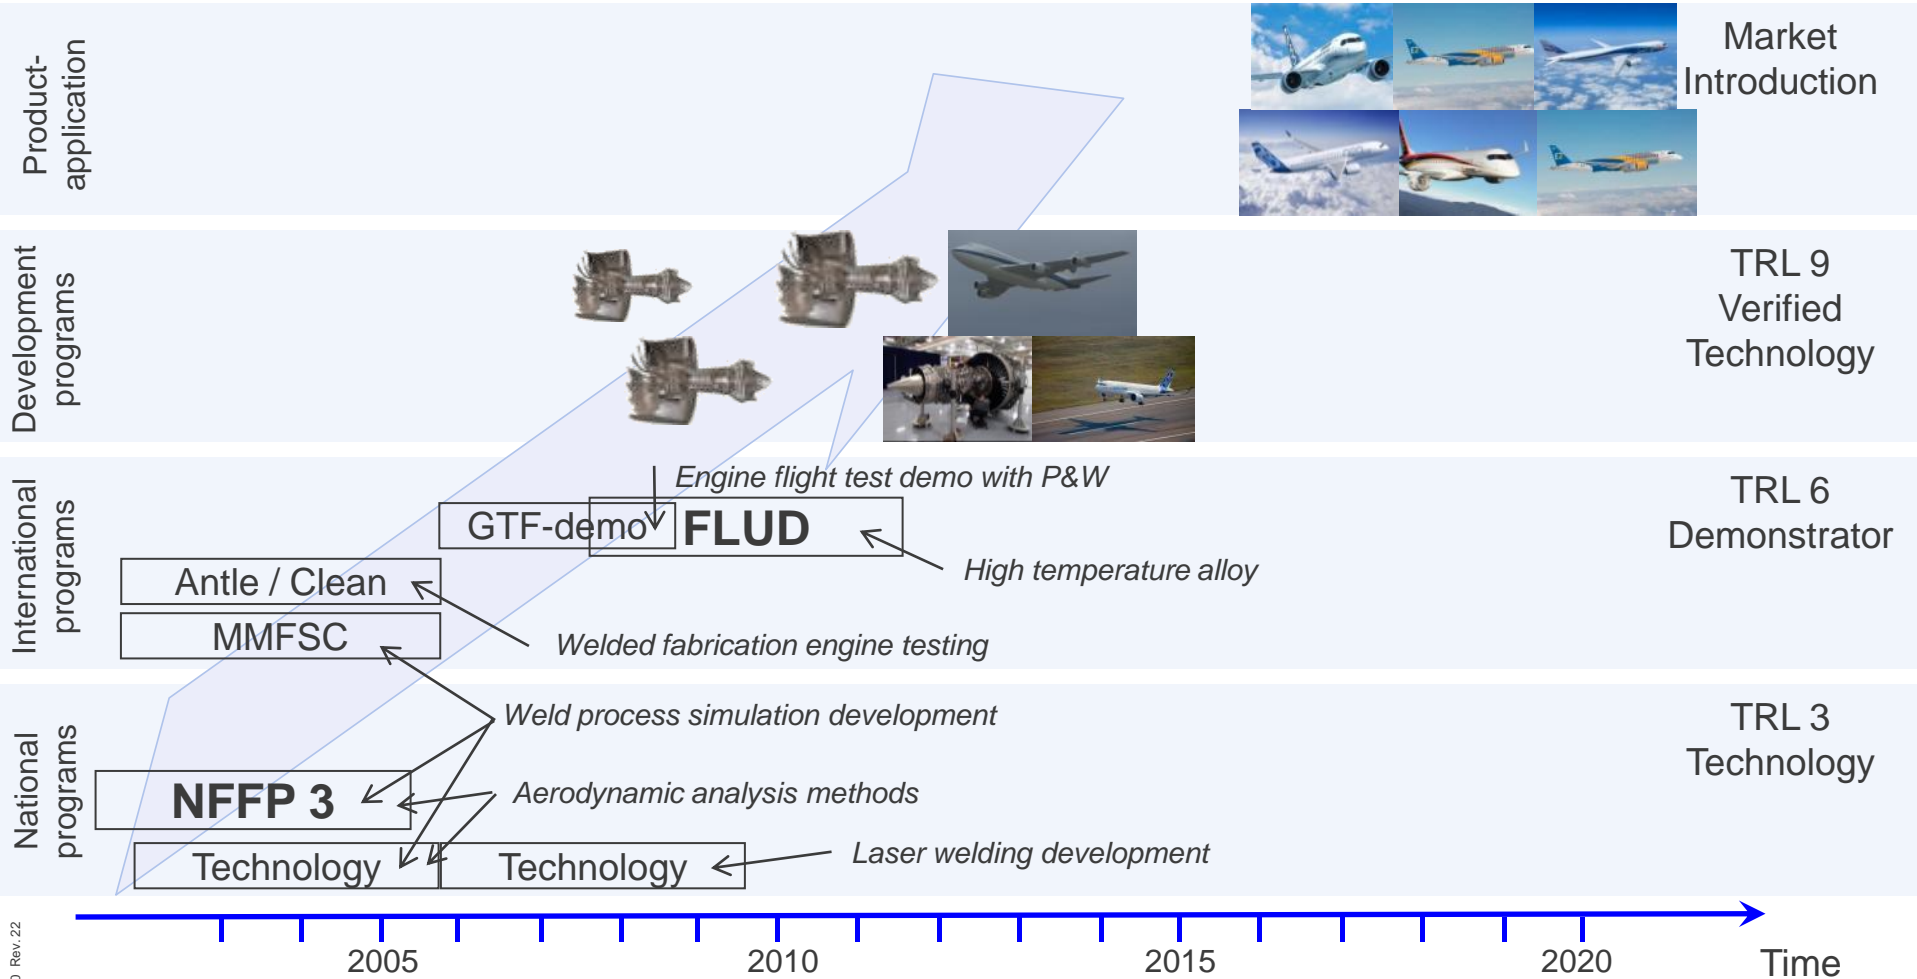 Product-
application
Market
Introduction
Development
programs
TRL 9
Verified
Technology
International
programs
Engine flight test demo with P&W
GTF-demo
FLUD
High temperature alloy
Antle / Clean
MMFSC
Welded fabrication engine testing
TRL 6
Demonstrator
National
programs
Weld process simulation development
NFFP 3
Aerodynamic analysis methods
Technology
Technology
Laser welding development
TRL 3
Technology
2005
2010
2015
2020
Time
Rev. 22